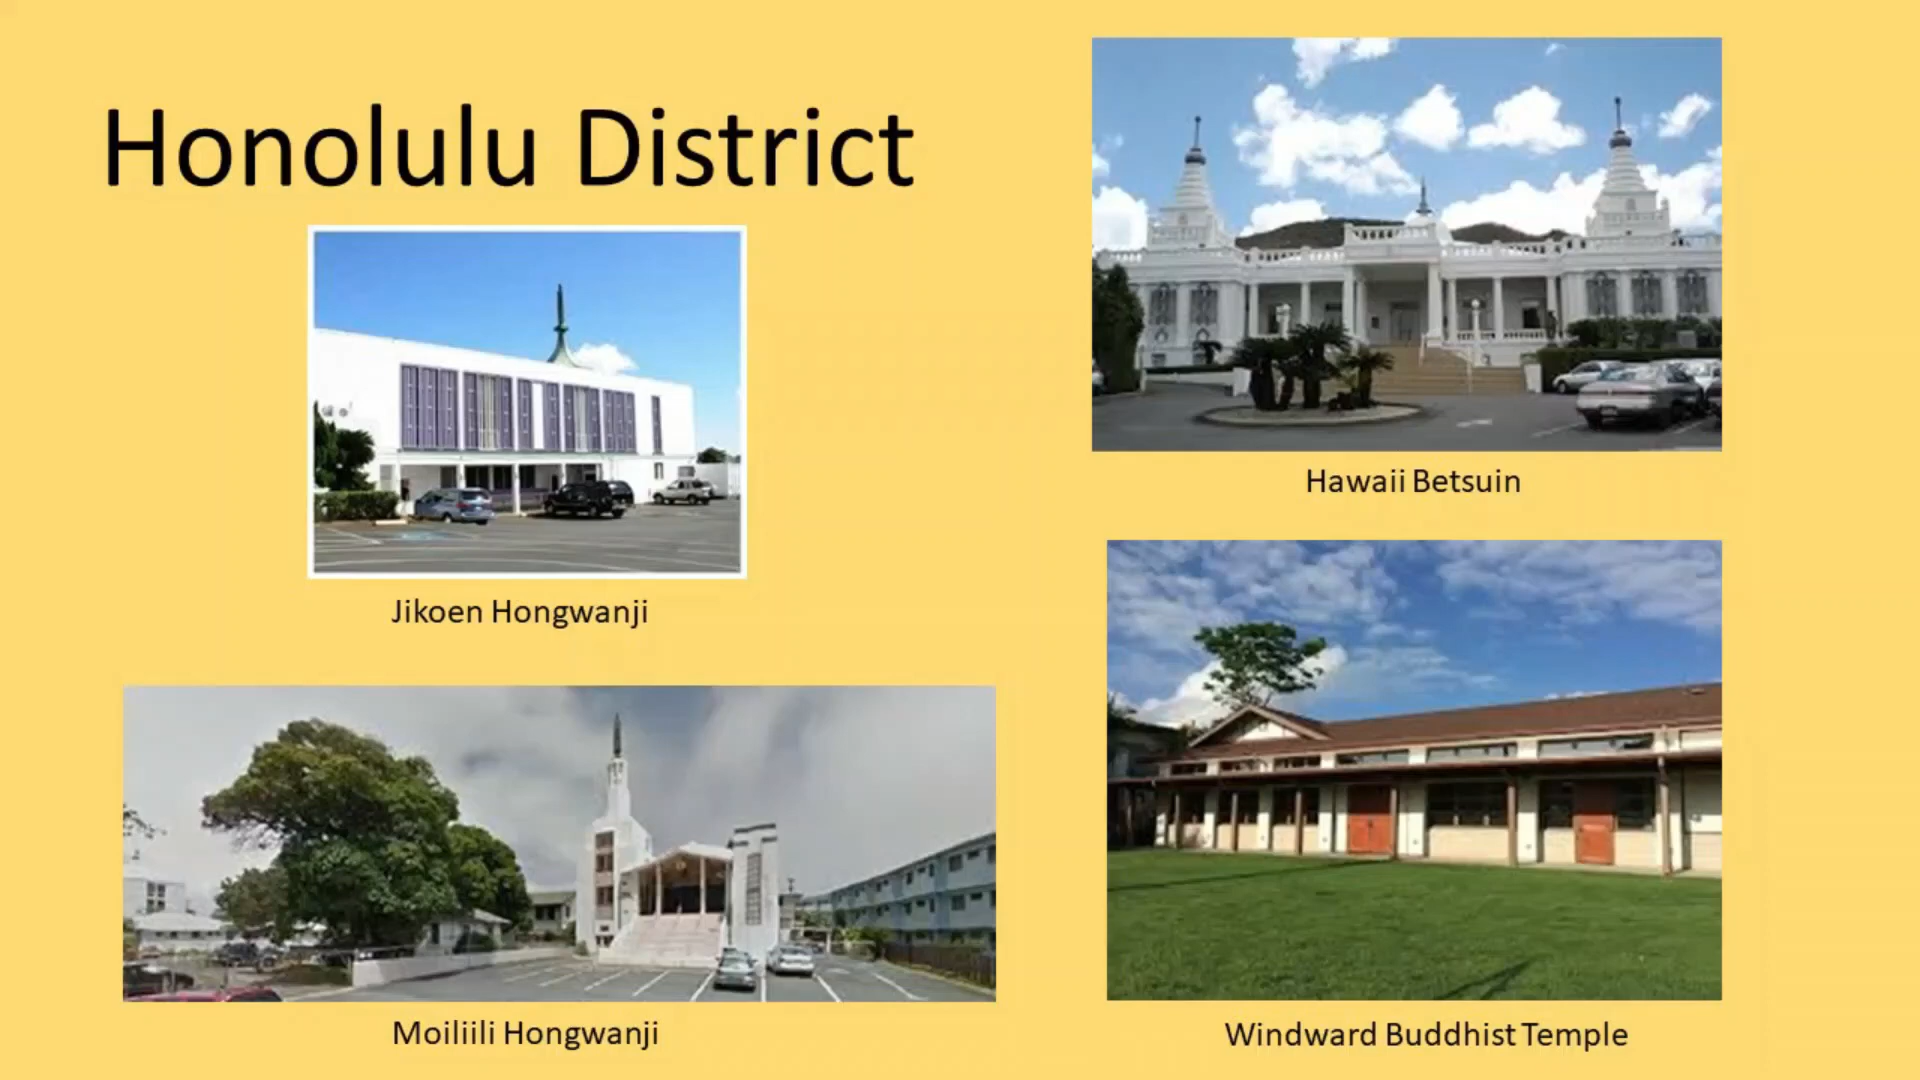 Honolulu District
Hawaii Betsuin
Jikoen Hongwanji
Moiliili Hongwanji
Windward Buddhist Temple